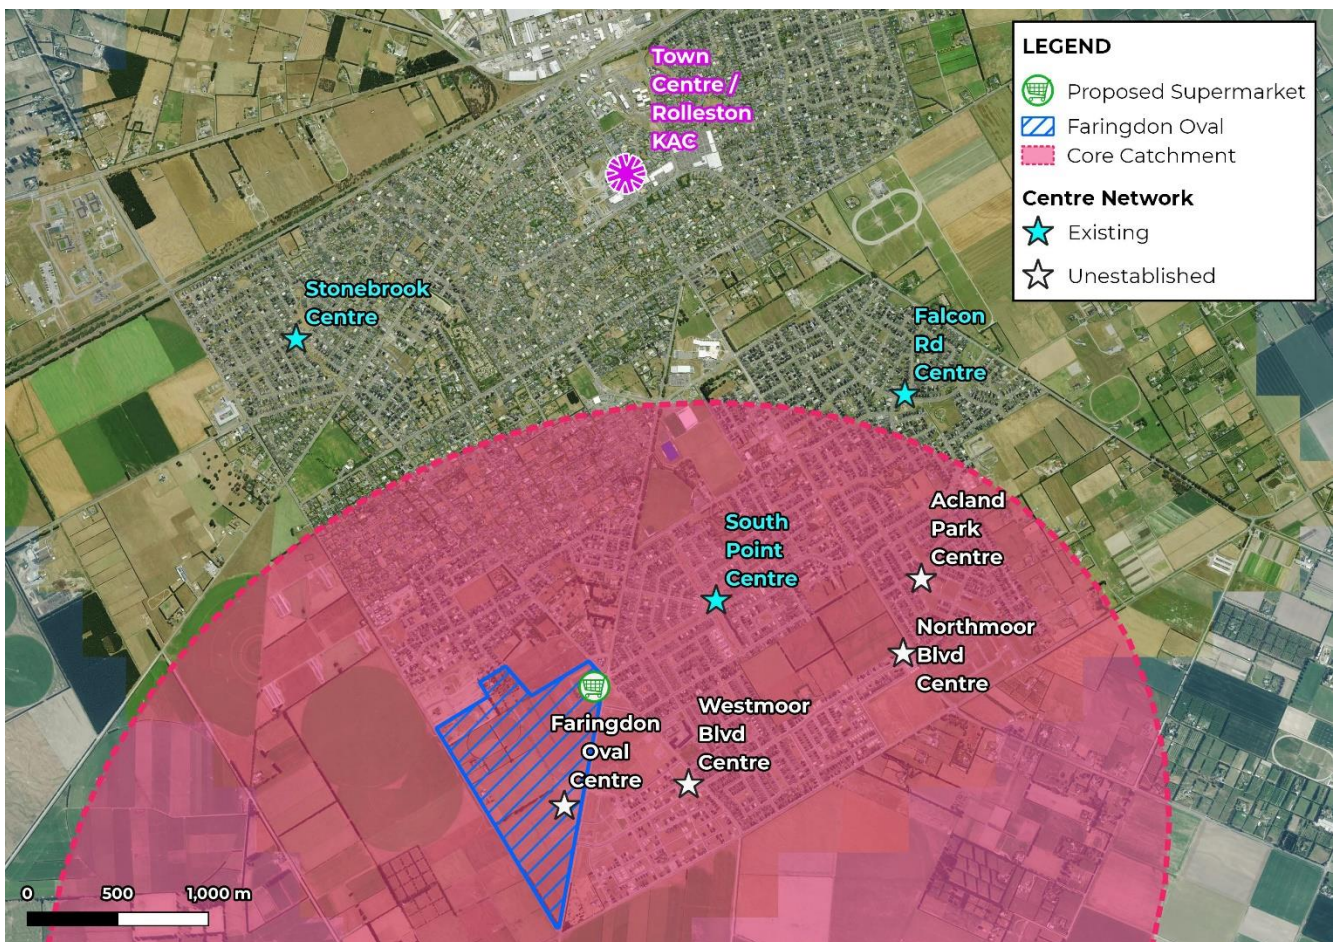 Town
Centre /
Rolleston
KAC
LEGEND
Proposed Supermarket
Faringdon Oval
Core Catchment
Centre Network
Existing
Unestablished
Stonebrook
Centre
Falcon
Rd
Centre
Acland
Park
Centre
South
Point
Centre
Northmoor
Blvd
Centre
Westmoor
Blvd
Centre
Faringdon
Oval
Centre
0 500 1,000 m